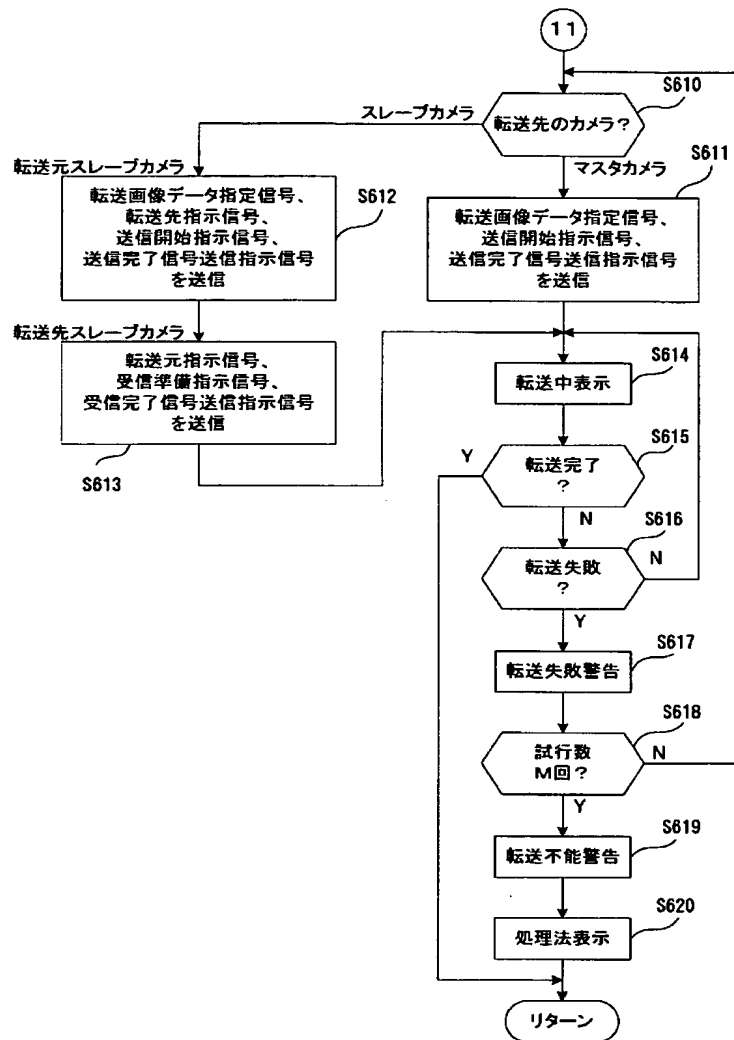 11
S610
転送先のカメラ？
スレーブカメラ
マスタカメラ
転送元スレーブカメラ
S612
転送画像データ指定信号、
転送先指示信号、
送信開始指示信号、
送信完了信号送信指示信号
を送信
S611
転送画像データ指定信号、
送信開始指示信号、
送信完了信号送信指示信号
を送信
転送先スレーブカメラ
転送元指示信号、
受信準備指示信号、
受信完了信号送信指示信号
を送信
S613
S614
転送中表示
S615
転送完了
？
Y
N
S616
転送失敗
？
N
Y
S617
転送失敗警告
S618
試行数
M回？
N
Y
S619
転送不能警告
S620
処理法表示
リターン